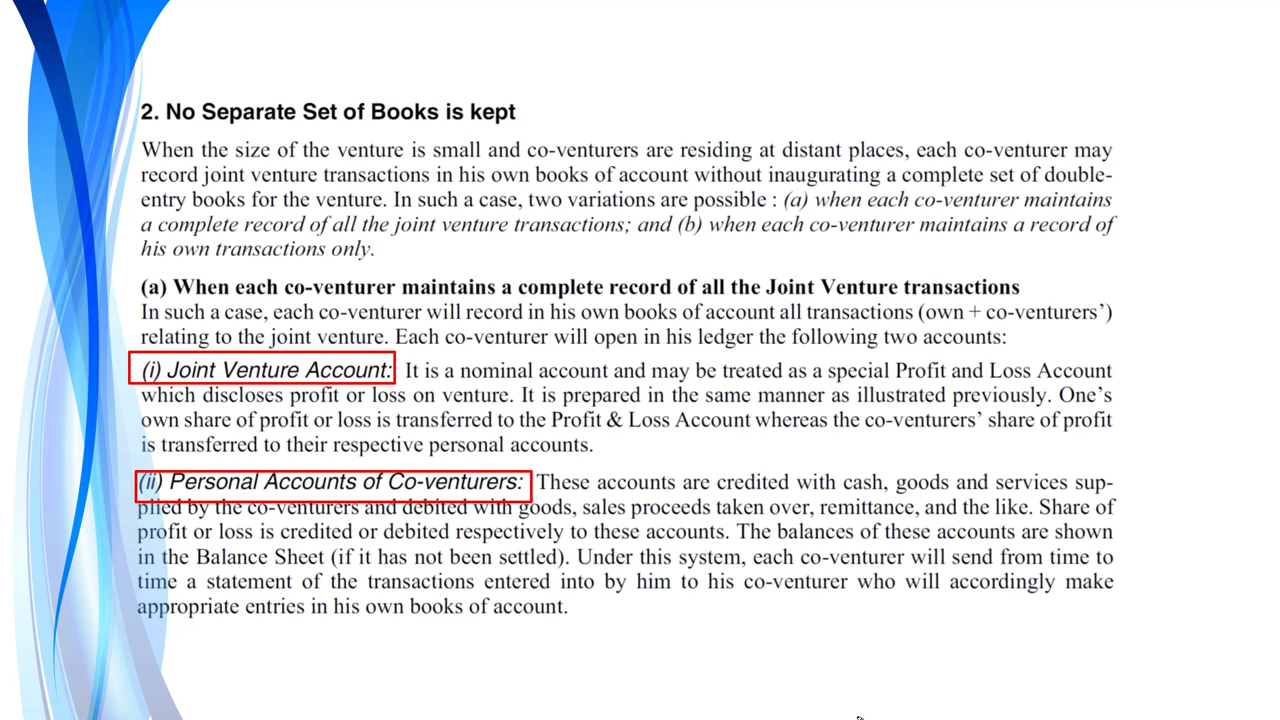 2. No Separate Set of Books is kept
When the size of the venture is small and co-venturers are residing at distant places, each co-venturer may
record joint venture transactions in his own books of account without inaugurating a complete set of double-
entry books for the venture. In such a case, two variations are possible : (a) when each co-venturer maintains
a complete record of all the joint venture transactions; and (b) when each co-venturer maintains a record of
his own transactions only.
(a) When each co-venturer maintains a complete record of all the Joint Venture transactions
In such a case, each co-venturer will record in his own books of account all transactions (own + co-venturers’)
relating to the joint venture. Each co-venturer will open in his ledger the following two accounts:
(i) Joint Venture Account: It is a nominal account and may be treated as a special Profit and Loss Account
which discloses profit or loss on venture. It is prepared in the same manner as illustrated previously. One’s
own share of profit or loss is transferred to the Profit & Loss Account whereas the co-venturers’ share of profit
is transferred to their respective personal accounts.
(ii) Personal Accounts of Co-venturers: These accounts are credited with cash, goods and services sup-
plied by the co-venturers and debited with goods, sales proceeds taken over, remittance, and the like. Share of
profit or loss is credited or debited respectively to these accounts. The balances of these accounts are shown
in the Balance Sheet (if it has not been settled). Under this system, each co-venturer will send from time to
time a statement of the transactions entered into by him to his co-venturer who will accordingly make
appropriate entries in his own books of account.